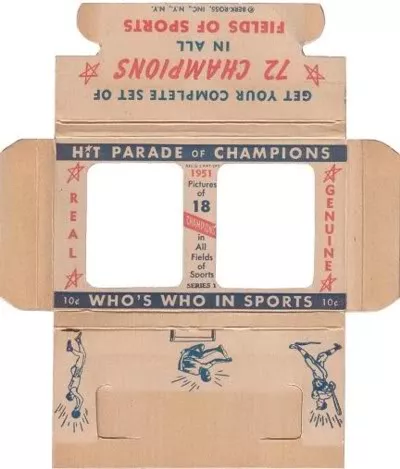 © BERK-ROSS, INC., N.Y., N.Y.
FIELDS OF SPORTS
IN ALL
72 CHAMPIONS
GET YOUR COMPLETE SET OF
HIT PARADE OF CHAMPIONS
1951
Pictures
of
18
CHAMPIONS
in
All
Fields
of
Sports
SERIES 1
REAL
GENUINE
10¢ WHO'S WHO IN SPORTS 10¢